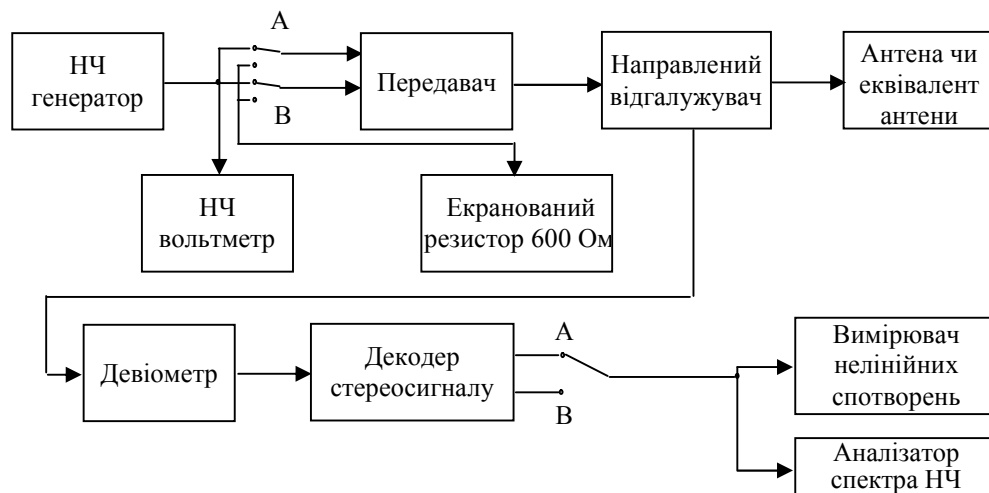 А
НЧ
генератор
Передавач
Направлений
відгалужувач
Антена чи
еквівалент
антени
В
НЧ
вольтметр
Екранований
резистор 600 Ом
Девіометр
Декодер
стереосигналу
А
В
Вимірювач
нелінійних
спотворень
Аналізатор
спектра НЧ